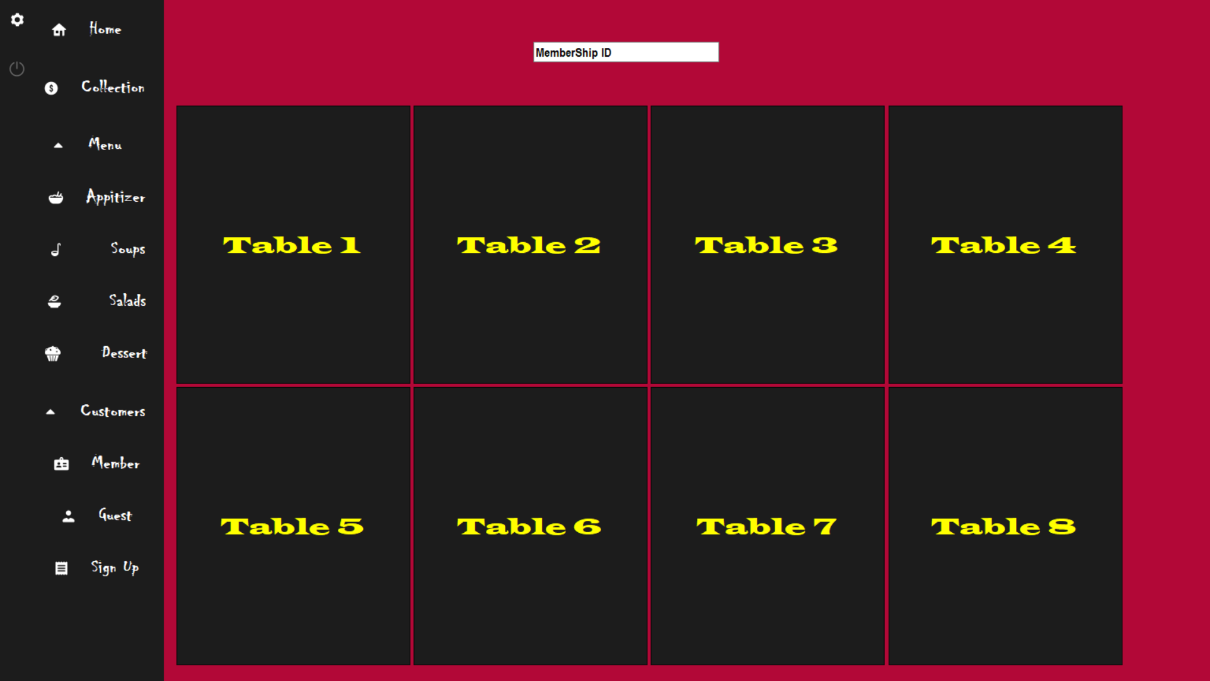 Home
Collection
Menu
Appitizer
Soups
Salads
Dessert
Customers
Member
Guest
Sign Up
MemberShip ID
Table 1
Table 2
Table 3
Table 4
Table 5
Table 6
Table 7
Table 8